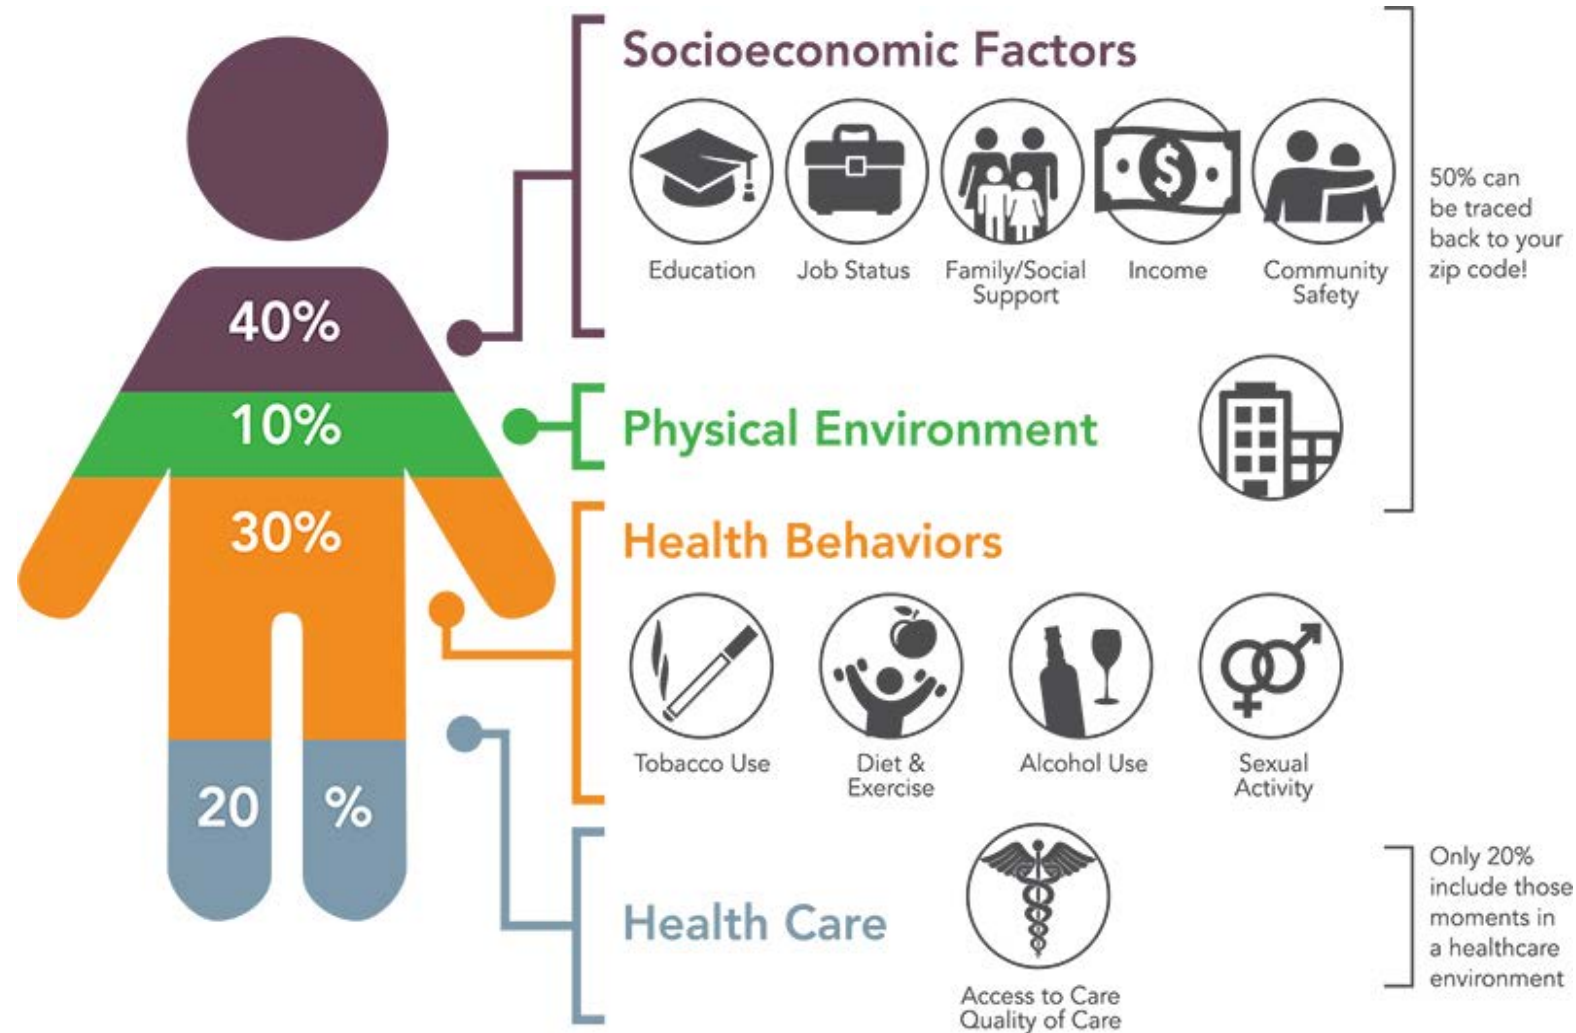 Socioeconomic Factors
Education
Job Status
Family/Social
Support
Income
Community
Safety
50% can
be traced
back to your
zip code!
40%
10%
Physical Environment
30%
Health Behaviors
Tobacco Use
Diet &
Exercise
Alcohol Use
Sexual
Activity
20 %
Health Care
Access to Care
Quality of Care
Only 20%
include those
moments in
a healthcare
environment